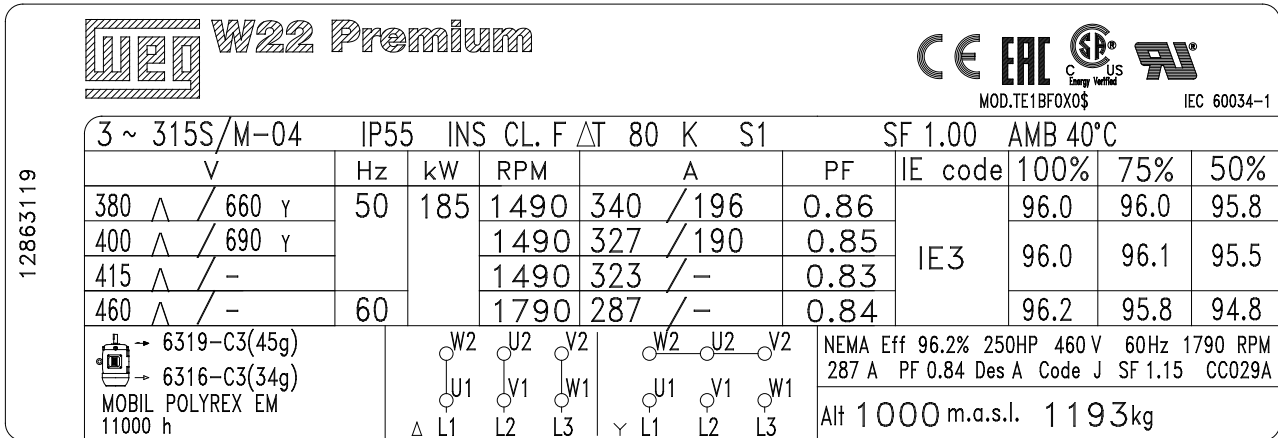 WEG W22 Premium
MOD.TE1BF0X0$ IEC 60034-1
CE EAC C SA® US Energy Verified RU®
12863119
3 ~ 315S/M-04 IP55 INS CL. F ΔT 80 K S1 SF 1.00 AMB 40°C
V Hz kW RPM A PF IE code 100% 75% 50%
380 Λ / 660 Y 50 185 1490 340 / 196 0.86 96.0 96.0 95.8
400 Λ / 690 Y 1490 327 / 190 0.85 IE3 96.0 96.1 95.5
415 Λ / - 1490 323 / - 0.83
460 Λ / - 60 1790 287 / - 0.84 96.2 95.8 94.8
→ 6319-C3(45g)
→ 6316-C3(34g)
MOBIL POLYREX EM
11000 h
W2 U2 V2
U1 V1 W1
Δ L1 L2 L3
W2 U2 V2
U1 V1 W1
Y L1 L2 L3
NEMA Eff 96.2% 250HP 460 V 60Hz 1790 RPM
287 A PF 0.84 Des A Code J SF 1.15 CC029A
Alt 1000 m.a.s.l. 1193kg